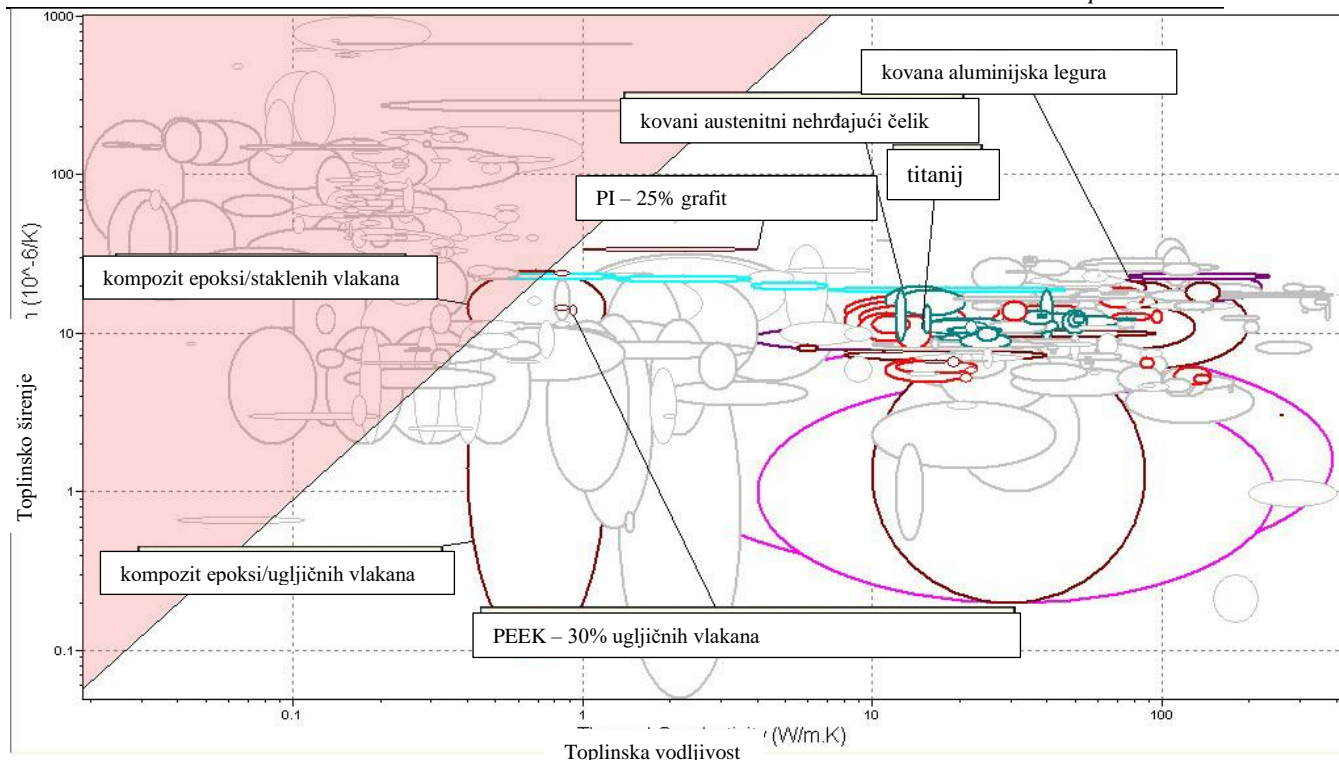 1000
kovana aluminijska legura
kovani austenitni nehrđajući čelik
100
titanij
PI – 25% grafit
(10^-6/K)
kompozit epoksi/staklenih vlakana
10
Toplinsko širenje
1
kompozit epoksi/ugljičnih vlakana
PEEK – 30% ugljičnih vlakana
0.1
0.1
1
10
100
(W/m.K)
Toplinska vodljivost